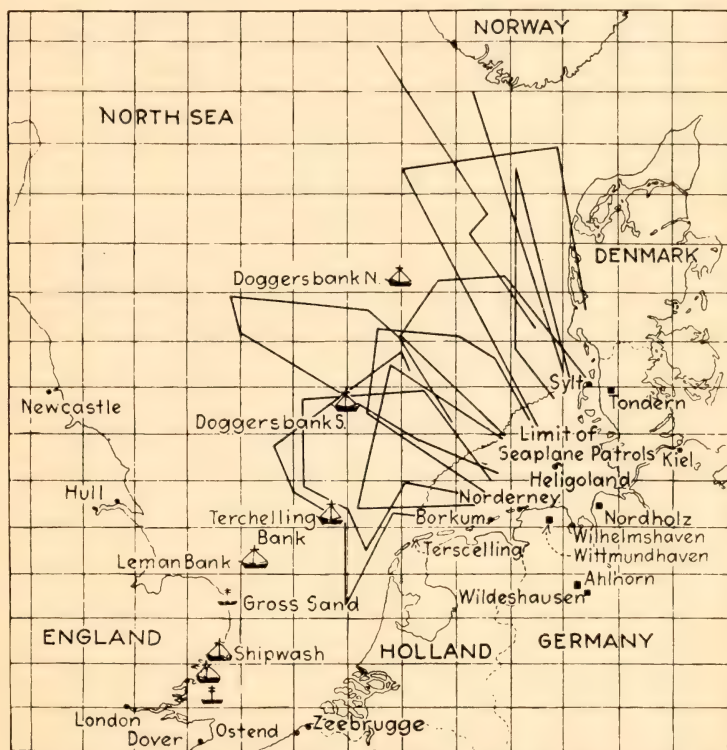 NORWAY
NORTH SEA
DENMARK
Doggersbank N.
Sylt
Tondern
Newcastle
Doggersbank S.
Limit of
Seaplane Patrols
Kiel
Heligoland
Hull
Norderney
Terchelling
Bank
Borkum
Nordholz
Wilhelmshaven
Wittmundhaven
Terscelling
Leman Bank
Ahlhorn
Wildeshausen
Gross Sand
ENGLAND
Shipwash
HOLLAND
GERMANY
London
Dover
Ostend
Zeebrugge